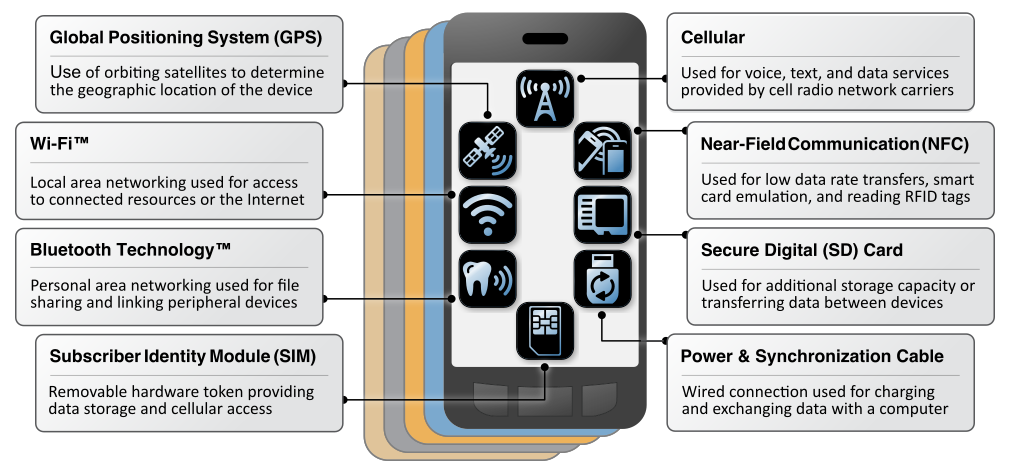 Global Positioning System (GPS)
Use of orbiting satellites to determine
the geographic location of the device
Wi-Fi™
Local area networking used for access
to connected resources or the Internet
Bluetooth Technology™
Personal area networking used for file
sharing and linking peripheral devices
Subscriber Identity Module (SIM)
Removable hardware token providing
data storage and cellular access
Cellular
Used for voice, text, and data services
provided by cell radio network carriers
Near-Field Communication (NFC)
Used for low data rate transfers, smart
card emulation, and reading RFID tags
Secure Digital (SD) Card
Used for additional storage capacity or
transferring data between devices
Power & Synchronization Cable
Wired connection used for charging
and exchanging data with a computer